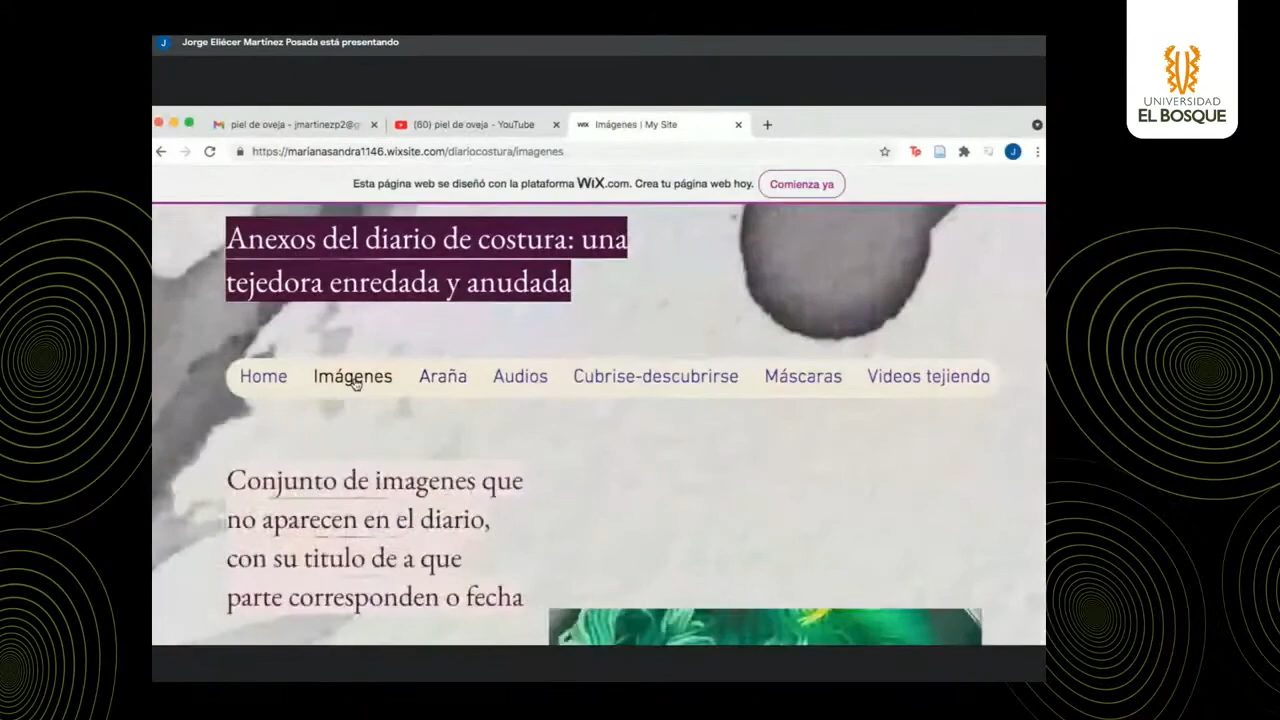 J Jorge Eliécer Martínez Posada está presentando
UNIVERSIDAD
EL BOSQUE
piel de oveja - jmartinezp2@g
(60) piel de oveja - YouTube
WIX Imágenes | My Site
https://marianasandra1146.wixsite.com/diariocostura/imagenes
Tp
J
Esta página web se diseñó con la plataforma WiX.com. Crea tu página web hoy.
Comienza ya
Anexos del diario de costura: una
tejedora enredada y anudada
Home Imágenes Araña Audios Cubrise-descubrirse Máscaras Videos tejiendo
Conjunto de imagenes que
no aparecen en el diario,
con su titulo de a que
parte corresponden o fecha